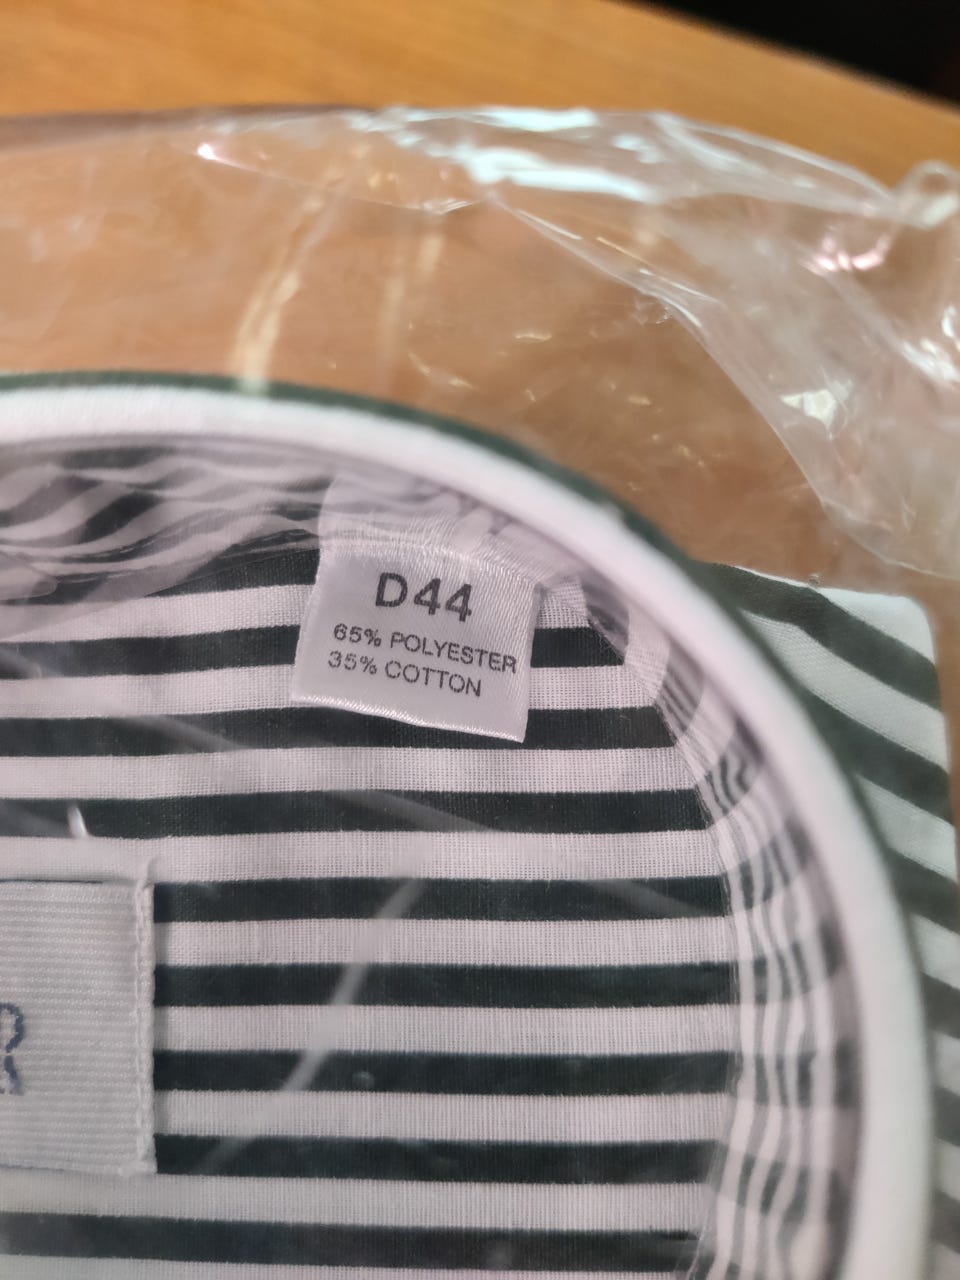 D44
65% POLYESTER
35% COTTON
R